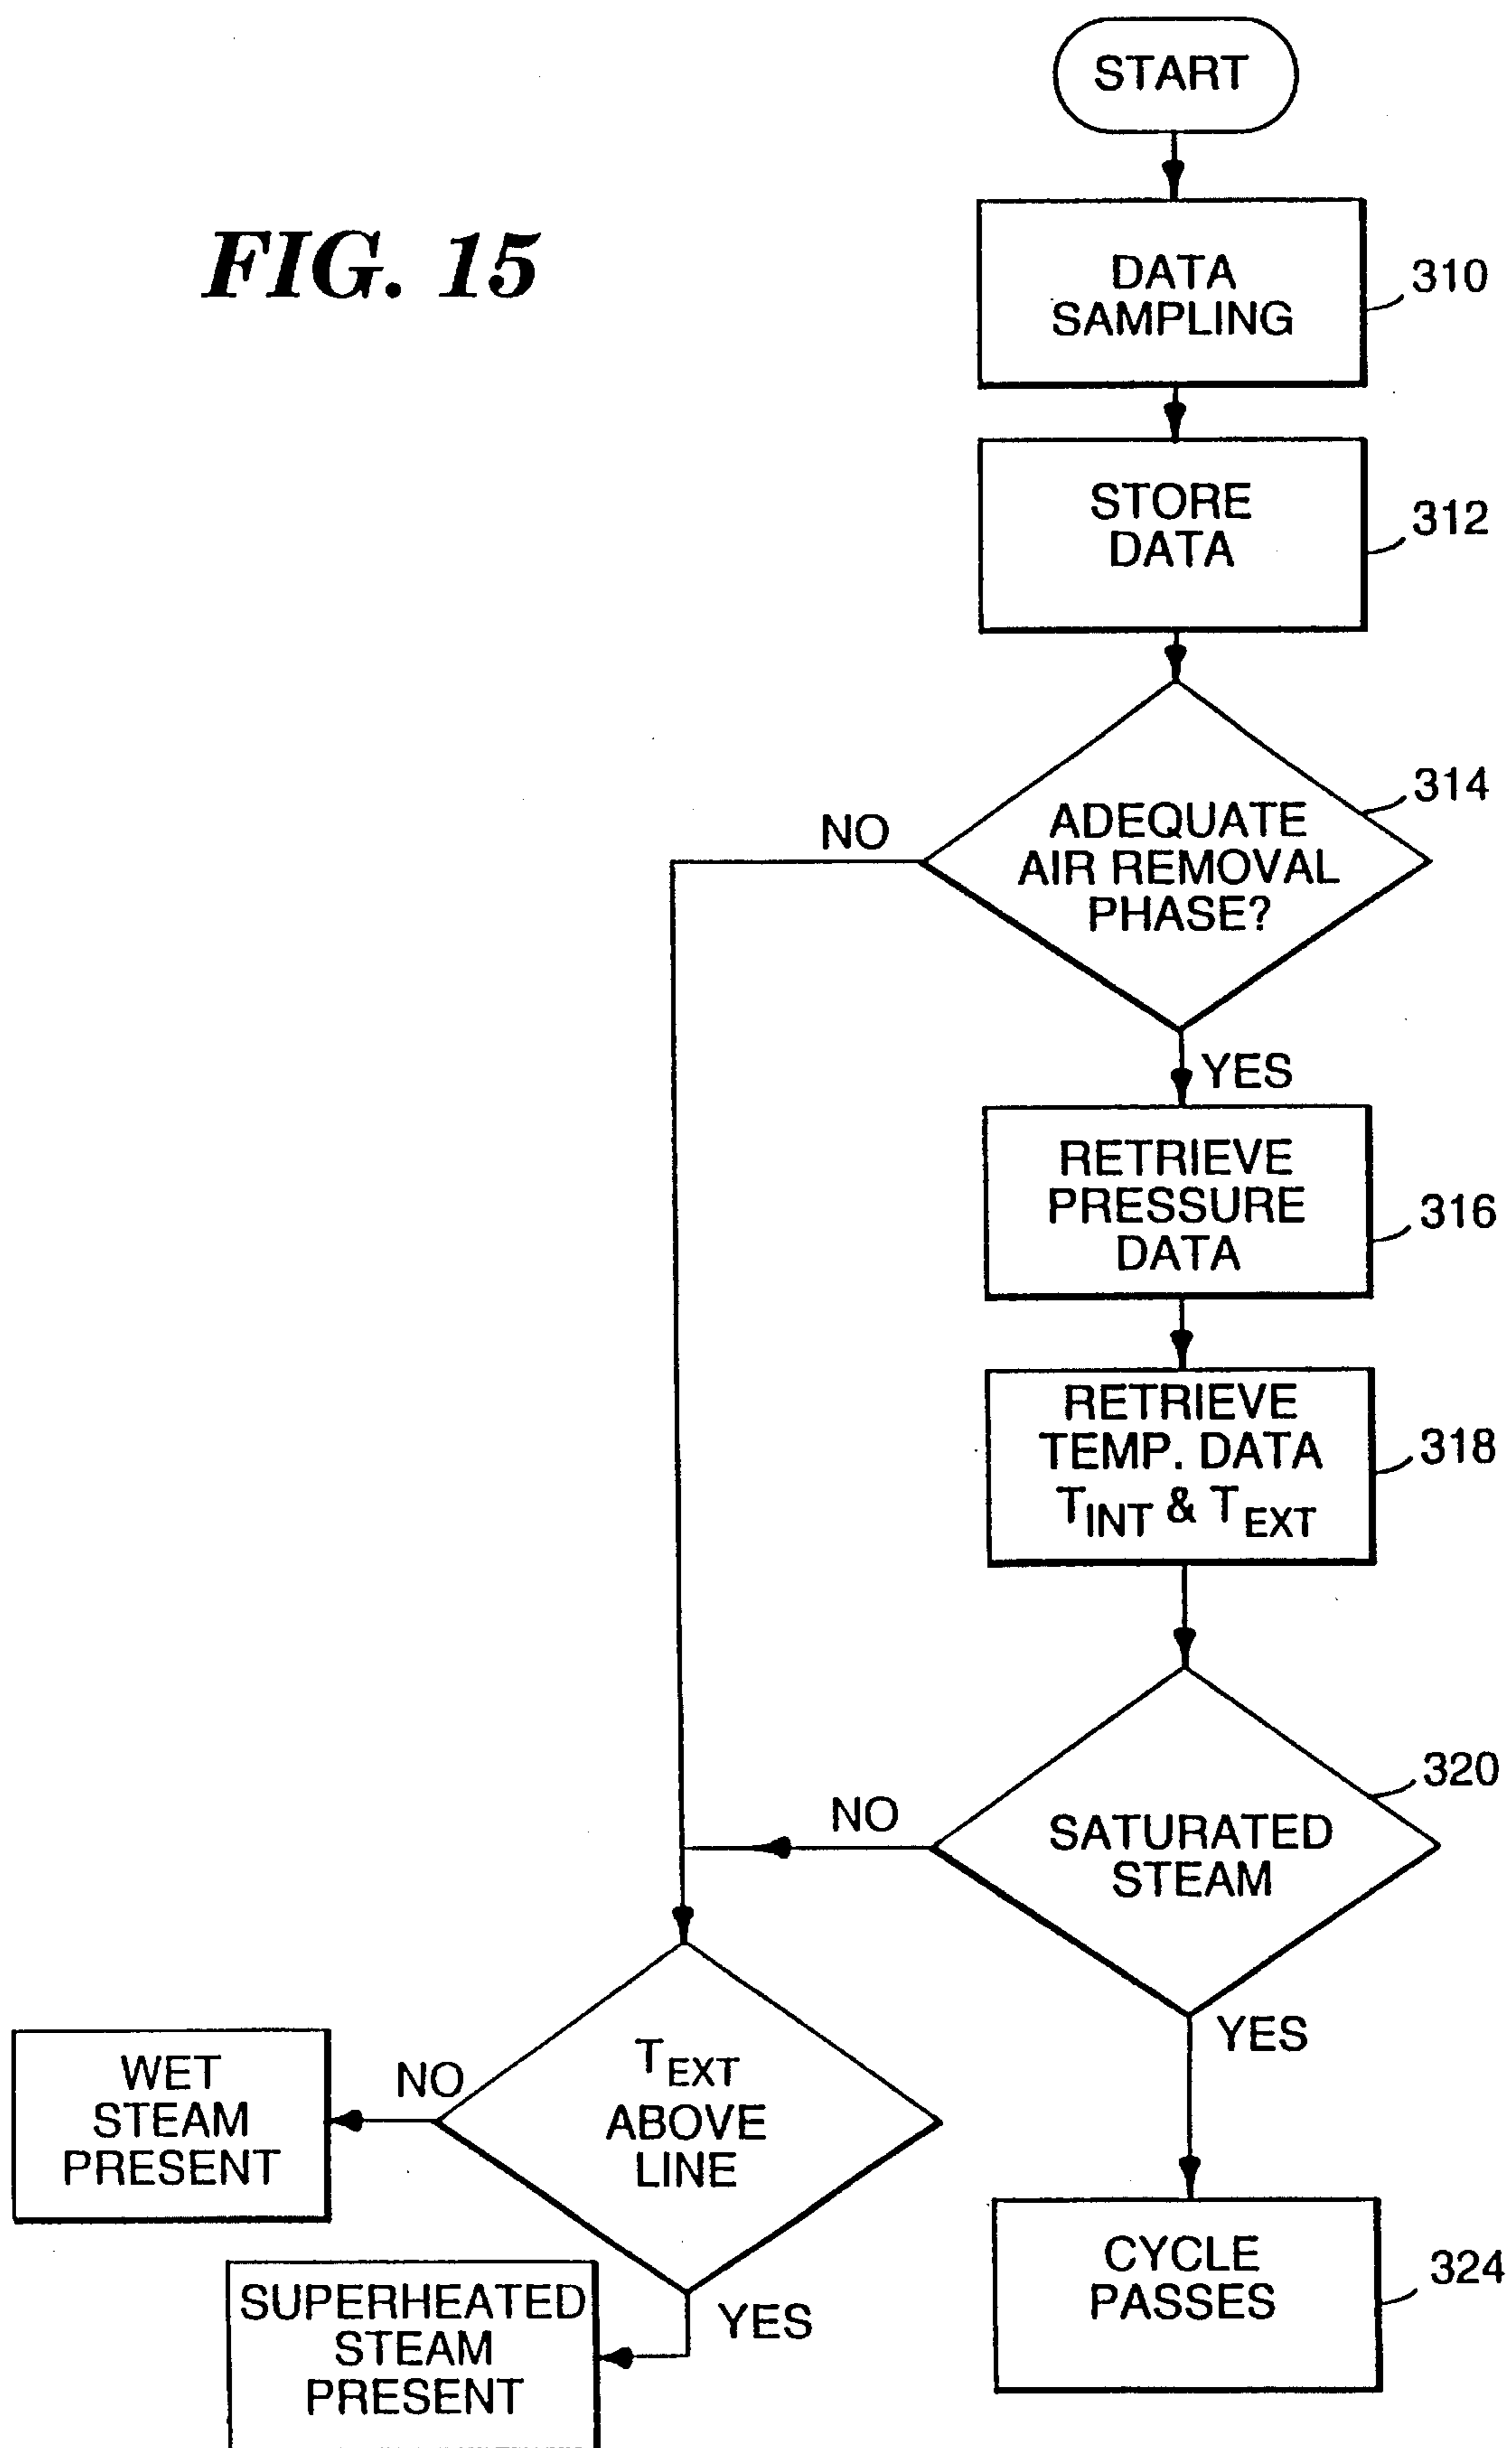 START
FIG. 15
DATA
SAMPLING
310
STORE
DATA
312
314
NO
ADEQUATE
AIR REMOVAL
PHASE?
YES
RETRIEVE
PRESSURE
DATA
316
RETRIEVE
TEMP. DATA
TINT & TEXT
318
320
NO
SATURATED
STEAM
YES
TEXT
ABOVE
LINE
NO
WET
STEAM
PRESENT
YES
SUPERHEATED
STEAM
PRESENT
CYCLE
PASSES
324